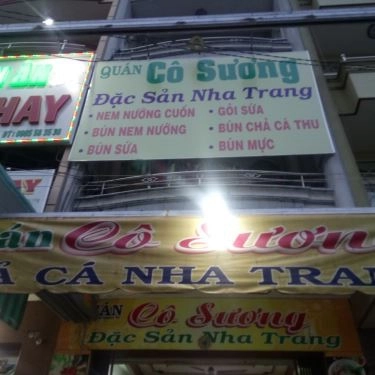 QUÁN Cô Sương
Đặc Sản Nha Trang
• NEM NƯỚNG CUỐN
• BÚN NEM NƯỚNG
• BÚN SỨA
• GỎI SỨA
• BÚN CHẢ CÁ THU
• BÚN MỰC
HAY
Cô Sươn
Ả CÁ NHA TRAN
Cô Sương
Đặc Sản Nha Trang